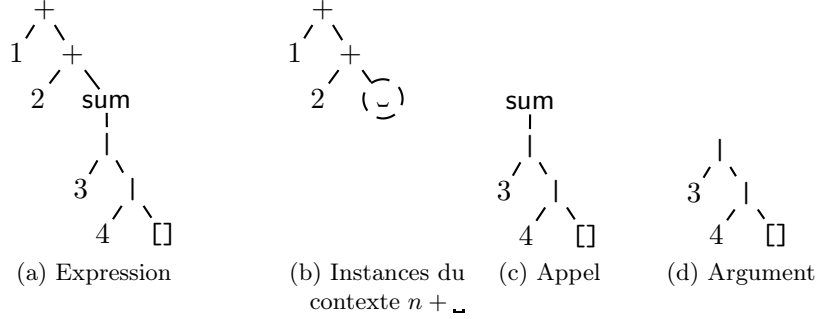 + +
1 + 1 +
2 sum 2 ␣ sum
| | |
3 | 3 | 3 |
4 [] 4 [] 4 []
(a) Expression (b) Instances du (c) Appel (d) Argument
contexte n + ␣